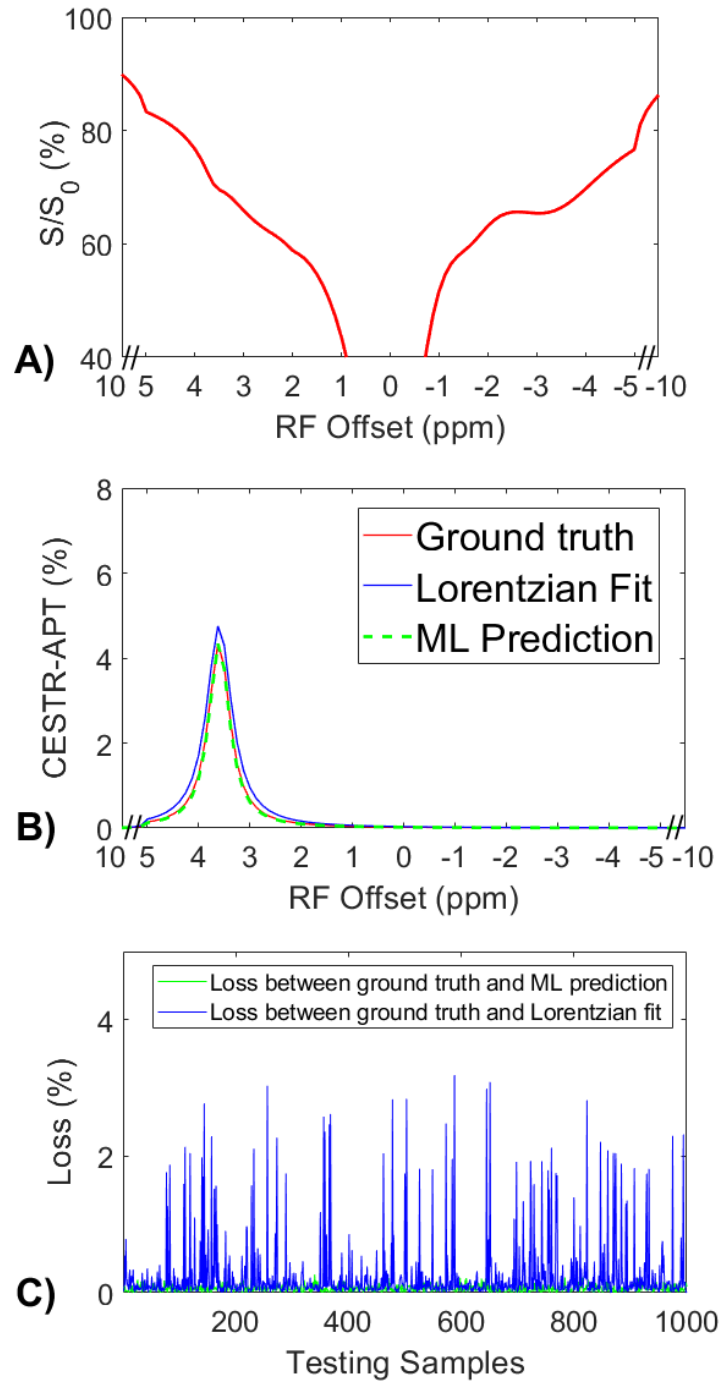 100
80
60
40
S/S0 (%)
A)
10 5 4 3 2 1 0 -1 -2 -3 -4 -5 -10
RF Offset (ppm)
8
6
4
2
0
CESTR-APT (%)
Ground truth
Lorentzian Fit
ML Prediction
B)
10 5 4 3 2 1 0 -1 -2 -3 -4 -5 -10
RF Offset (ppm)
Loss between ground truth and ML prediction
Loss between ground truth and Lorentzian fit
4
2
0
Loss (%)
C)
200 400 600 800 1000
Testing Samples